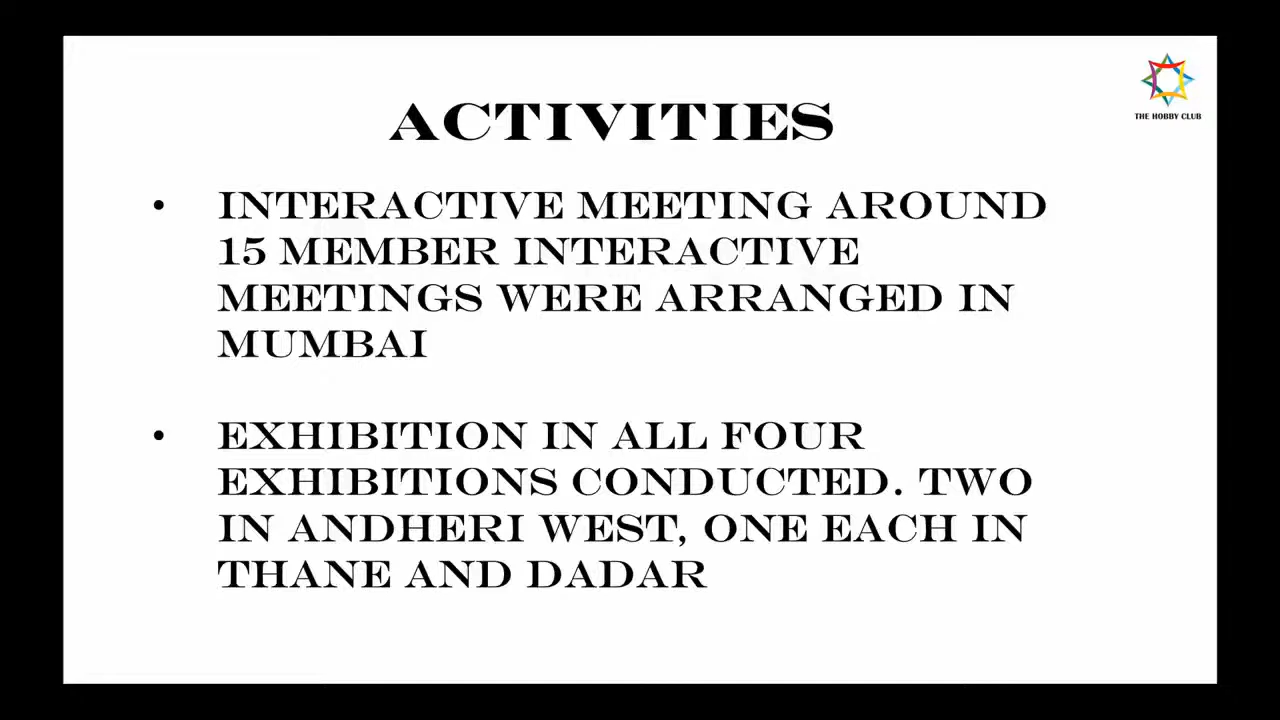 THE HOBBY CLUB
ACTIVITIES
• INTERACTIVE MEETING AROUND
15 MEMBER INTERACTIVE
MEETINGS WERE ARRANGED IN
MUMBAI
• EXHIBITION IN ALL FOUR
EXHIBITIONS CONDUCTED. TWO
IN ANDHERI WEST, ONE EACH IN
THANE AND DADAR